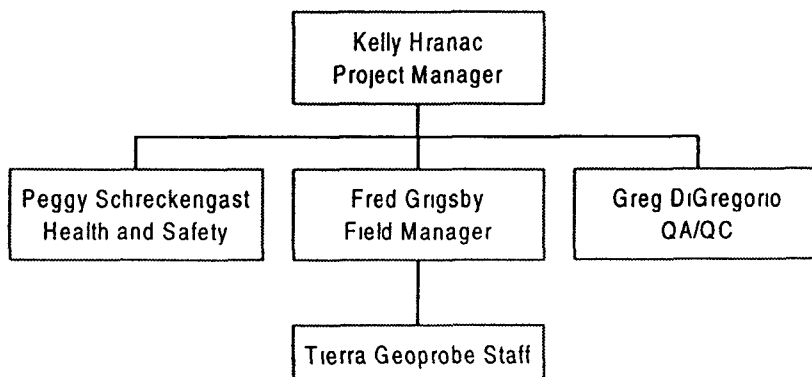 Kelly Hranac
Project Manager
Peggy Schreckengast
Health and Safety
Fred Grigsby
Field Manager
Greg DiGregorio
QA/QC
Tierra Geoprobe Staff